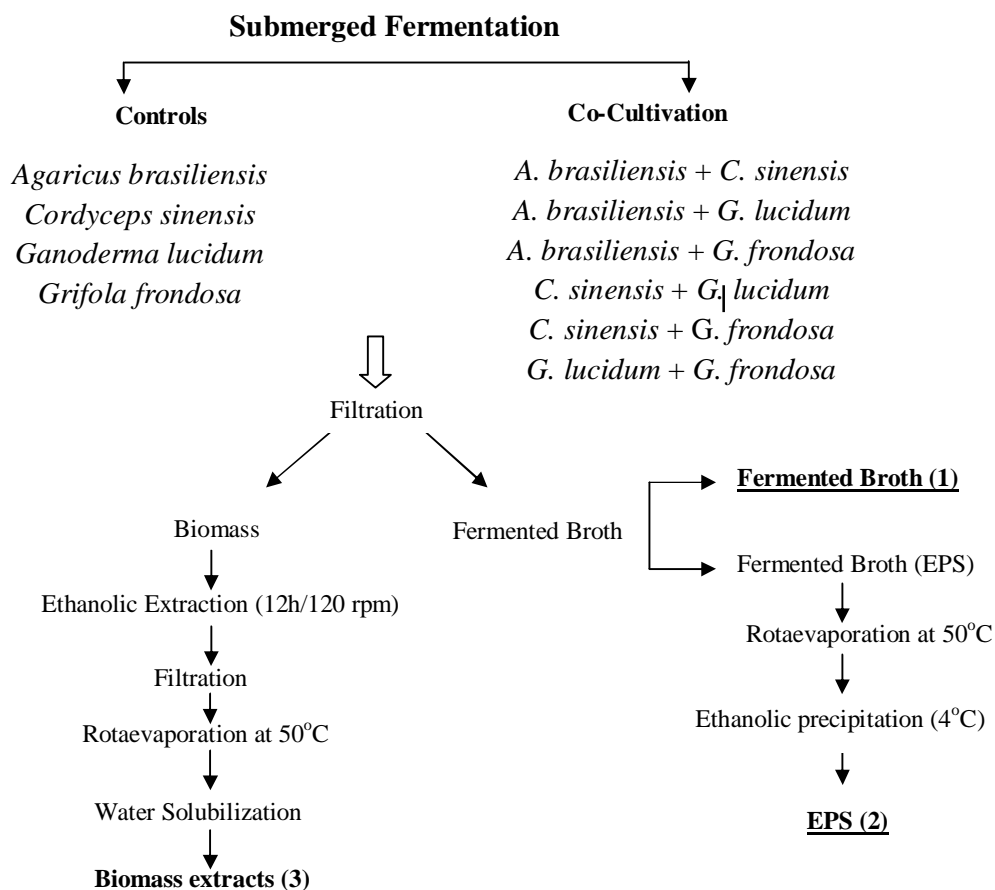 Submerged Fermentation
Controls
Agaricus brasiliensis
Cordyceps sinensis
Ganoderma lucidum
Grifola frondosa
Co-Cultivation
A. brasiliensis + C. sinensis
A. brasiliensis + G. lucidum
A. brasiliensis + G. frondosa
C. sinensis + G. lucidum
C. sinensis + G. frondosa
G. lucidum + G. frondosa
Filtration
Biomass
Ethanolic Extraction (12h/120 rpm)
Filtration
Rotaevaporation at 50°C
Water Solubilization
Biomass extracts (3)
Fermented Broth
Fermented Broth (1)
Fermented Broth (EPS)
Rotaevaporation at 50°C
Ethanolic precipitation (4°C)
EPS (2)